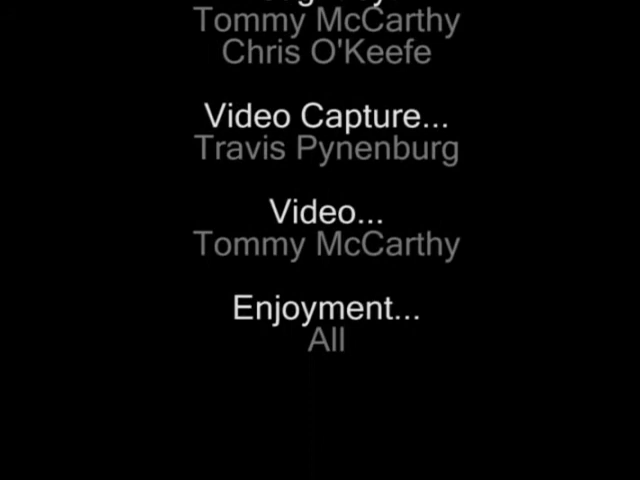 Tommy McCarthy
Chris O'Keefe
Video Capture...
Travis Pynenburg
Video...
Tommy McCarthy
Enjoyment...
All